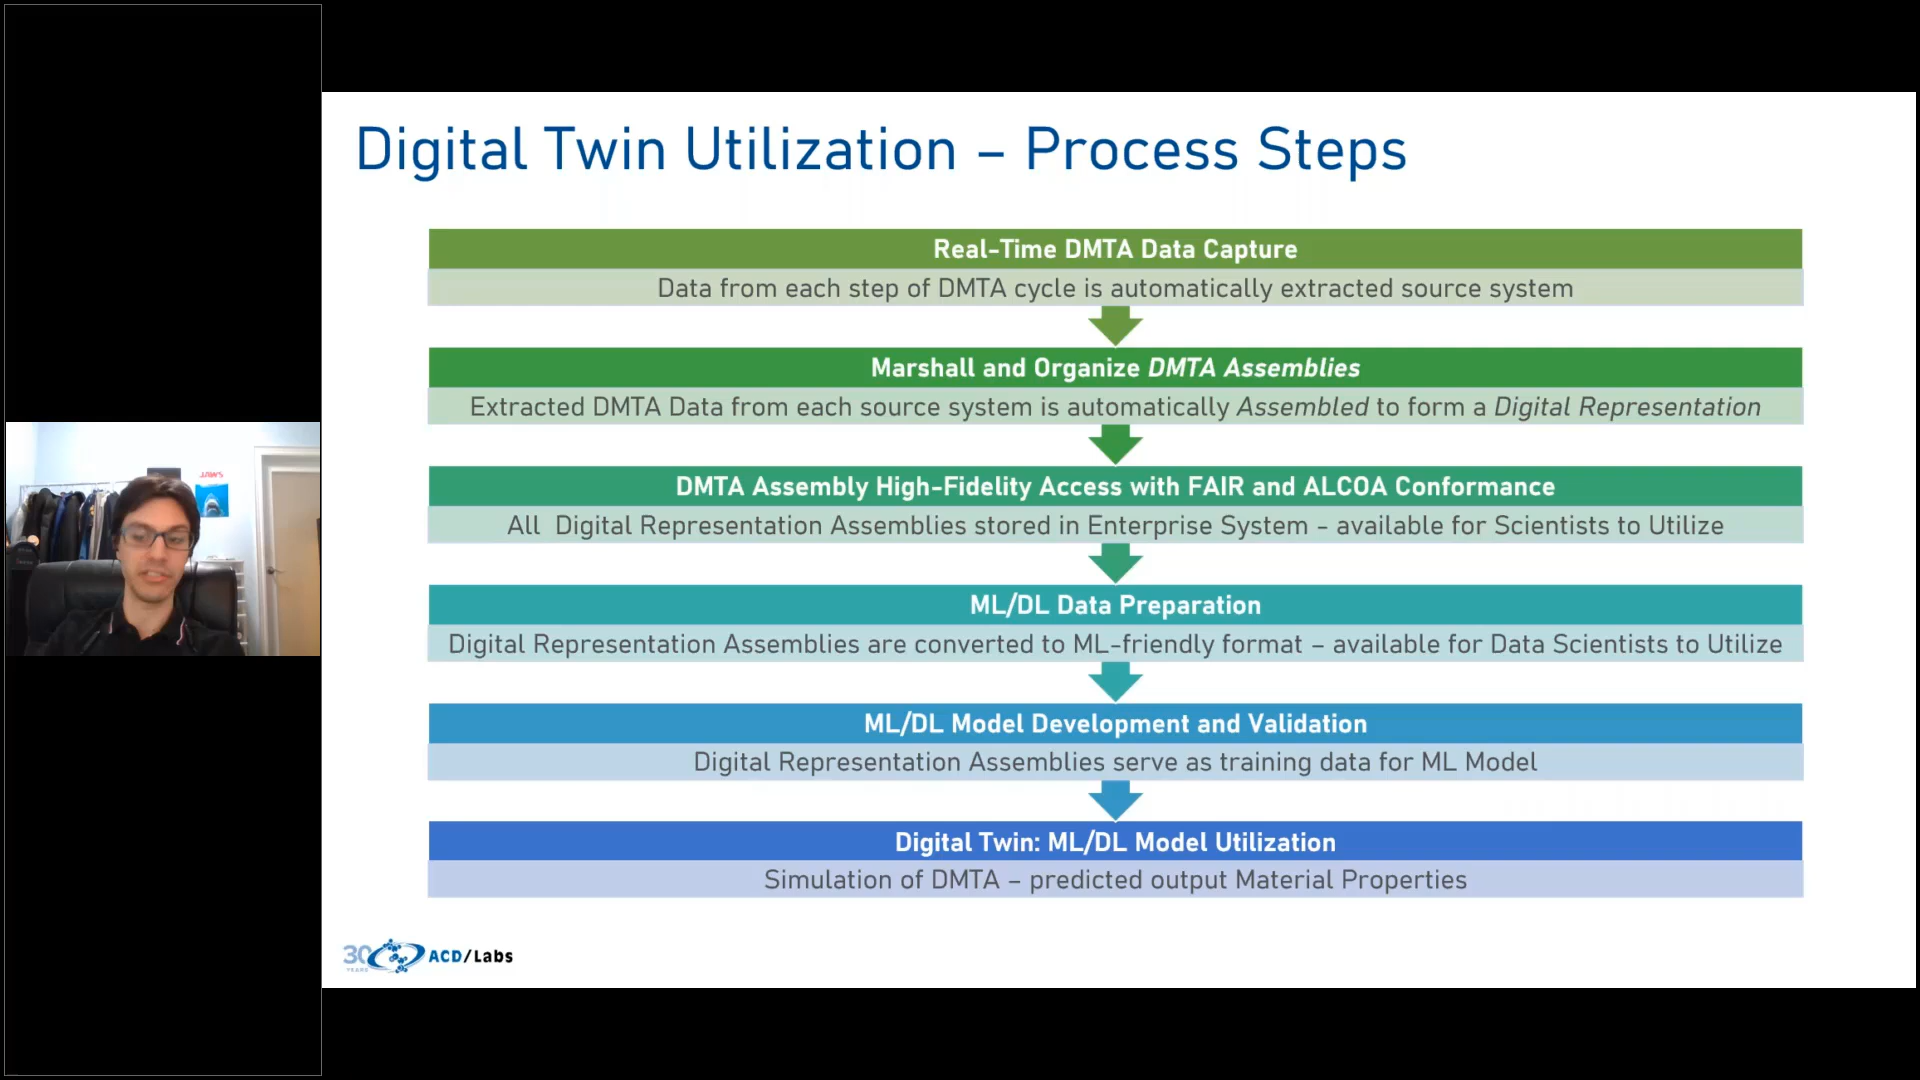 Digital Twin Utilization – Process Steps
Real-Time DMTA Data Capture
Data from each step of DMTA cycle is automatically extracted source system
Marshall and Organize DMTA Assemblies
Extracted DMTA Data from each source system is automatically Assembled to form a Digital Representation
DMTA Assembly High-Fidelity Access with FAIR and ALCOA Conformance
All Digital Representation Assemblies stored in Enterprise System - available for Scientists to Utilize
ML/DL Data Preparation
Digital Representation Assemblies are converted to ML-friendly format – available for Data Scientists to Utilize
ML/DL Model Development and Validation
Digital Representation Assemblies serve as training data for ML Model
Digital Twin: ML/DL Model Utilization
Simulation of DMTA – predicted output Material Properties
30 YEARS ACD/Labs
JAWS